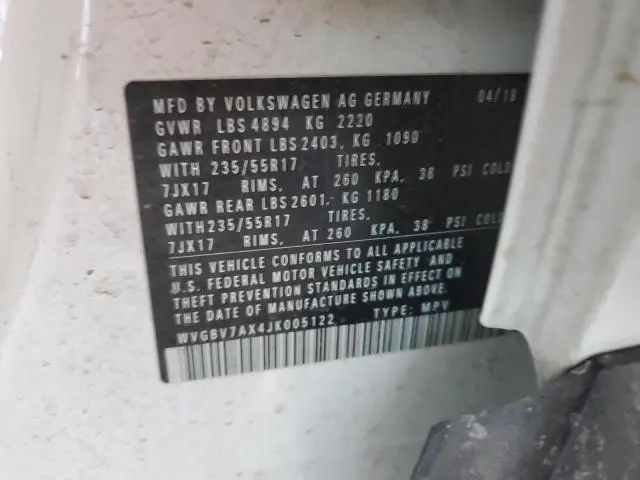 MFD BY VOLKSWAGEN AG GERMANY 04/18
GVWR LBS 4894 KG 2220
GAWR FRONT LBS 2403, KG 1090
WITH 235/55R17 TIRES,
7JX17 RIMS, AT 260 KPA, 38 PSI COLD
GAWR REAR LBS 2601. KG 1180
WITH 235/55R17 TIRES,
7JX17 RIMS, AT 260 KPA, 38 PSI COLD
THIS VEHICLE CONFORMS TO ALL APPLICABLE
U.S. FEDERAL MOTOR VEHICLE SAFETY AND
THEFT PREVENTION STANDARDS IN EFFECT ON
THE DATE OF MANUFACTURE SHOWN ABOVE.
WVGBV7AX4JK005122 TYPE: MPV